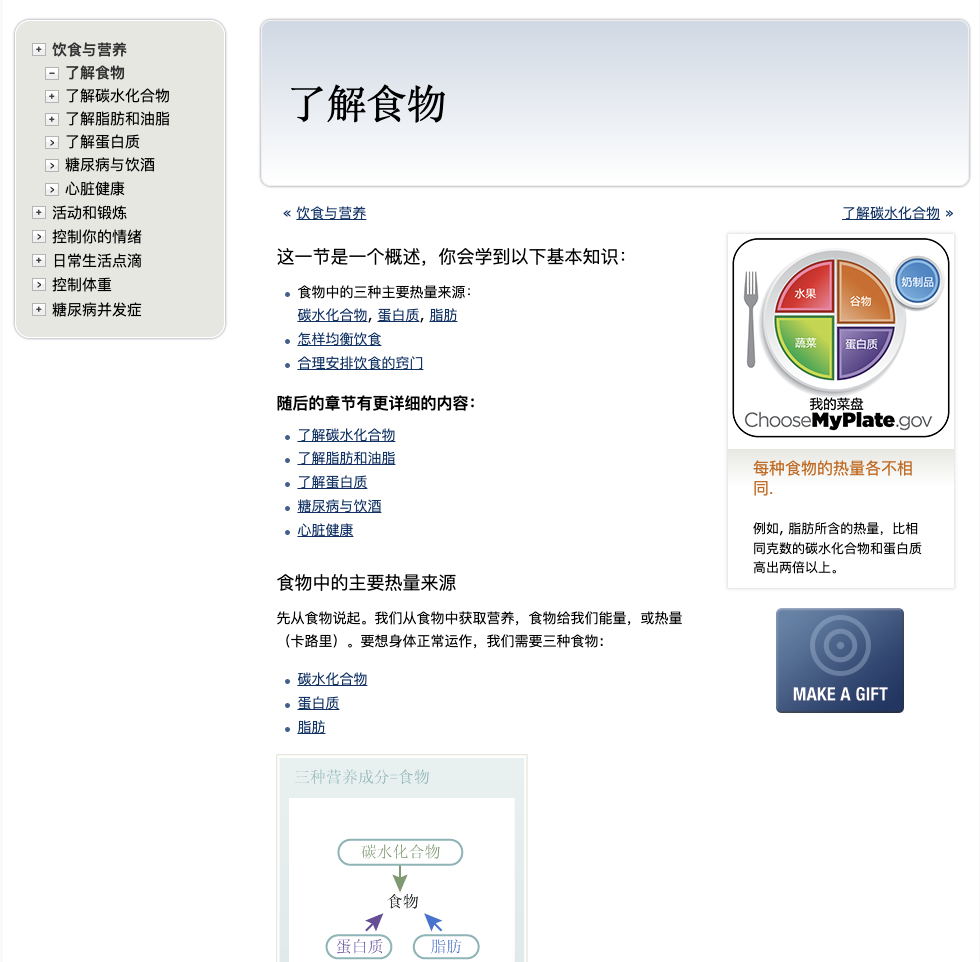 饮食与营养
了解食物
了解碳水化合物
了解脂肪和油脂
了解蛋白质
糖尿病与饮酒
心脏健康
活动和锻炼
控制你的情绪
日常生活点滴
控制体重
糖尿病并发症
了解食物
« 饮食与营养
了解碳水化合物 »
这一节是一个概述，你会学到以下基本知识：
食物中的三种主要热量来源：
碳水化合物, 蛋白质, 脂肪
怎样均衡饮食
合理安排饮食的窍门
随后的章节有更详细的内容：
了解碳水化合物
了解脂肪和油脂
了解蛋白质
糖尿病与饮酒
心脏健康
食物中的主要热量来源
先从食物说起。我们从食物中获取营养，食物给我们能量，或热量
（卡路里）。要想身体正常运作，我们需要三种食物：
碳水化合物
蛋白质
脂肪
三种营养成分=食物
碳水化合物
食物
蛋白质
脂肪
奶制品
水果
谷物
蔬菜
蛋白质
我的菜盘
ChooseMyPlate.gov
每种食物的热量各不相
同.
例如, 脂肪所含的热量，比相
同克数的碳水化合物和蛋白质
高出两倍以上。
MAKE A GIFT